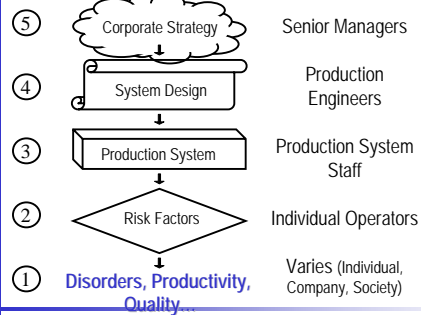 5 Corporate Strategy Senior Managers
4 System Design Production Engineers
3 Production System Production System Staff
2 Risk Factors Individual Operators
1 Disorders, Productivity, Quality... Varies (Individual, Company, Society)